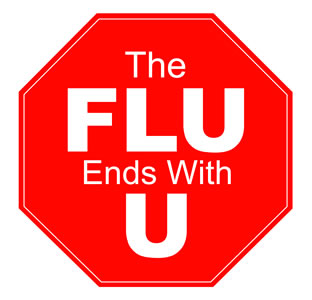 The
FLU
Ends With
U